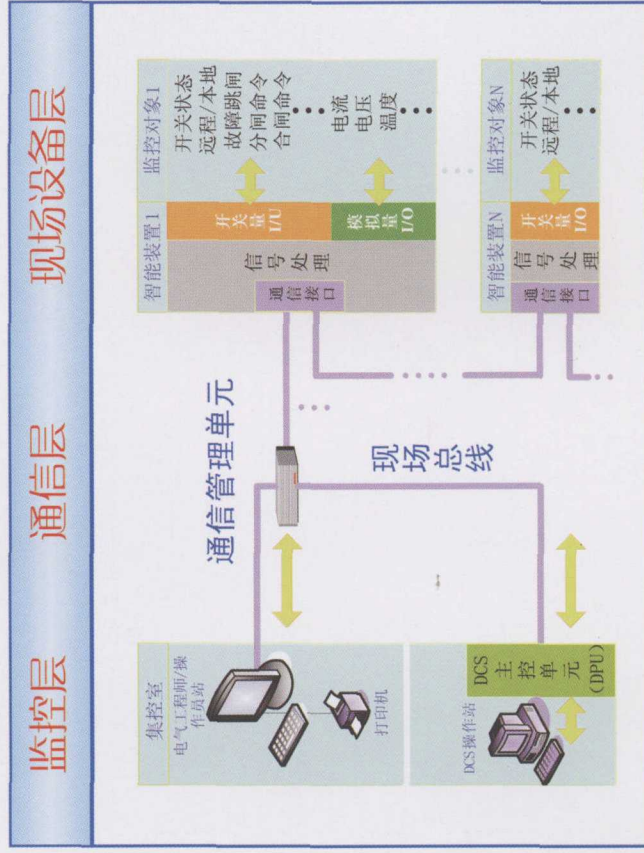 监控层
通信层
现场设备层
集控室
电气工程师/操
作员站
打印机
DCS操作站
DCS
主
控
单
元
(DPU)
通信管理单元
现
场
总
线
智能装置1
监控对象1
通
信
接
口
信
号
处
理
开
关
量
I/U
模
拟
量
I/O
开关状态
远程/本地
故障跳闸
分闸命令
合闸命令
电流
电压
温度
智能装置N
监控对象N
通
信
接
口
信
号
处
理
开
关
量
I/O
开关状态
远程/本地